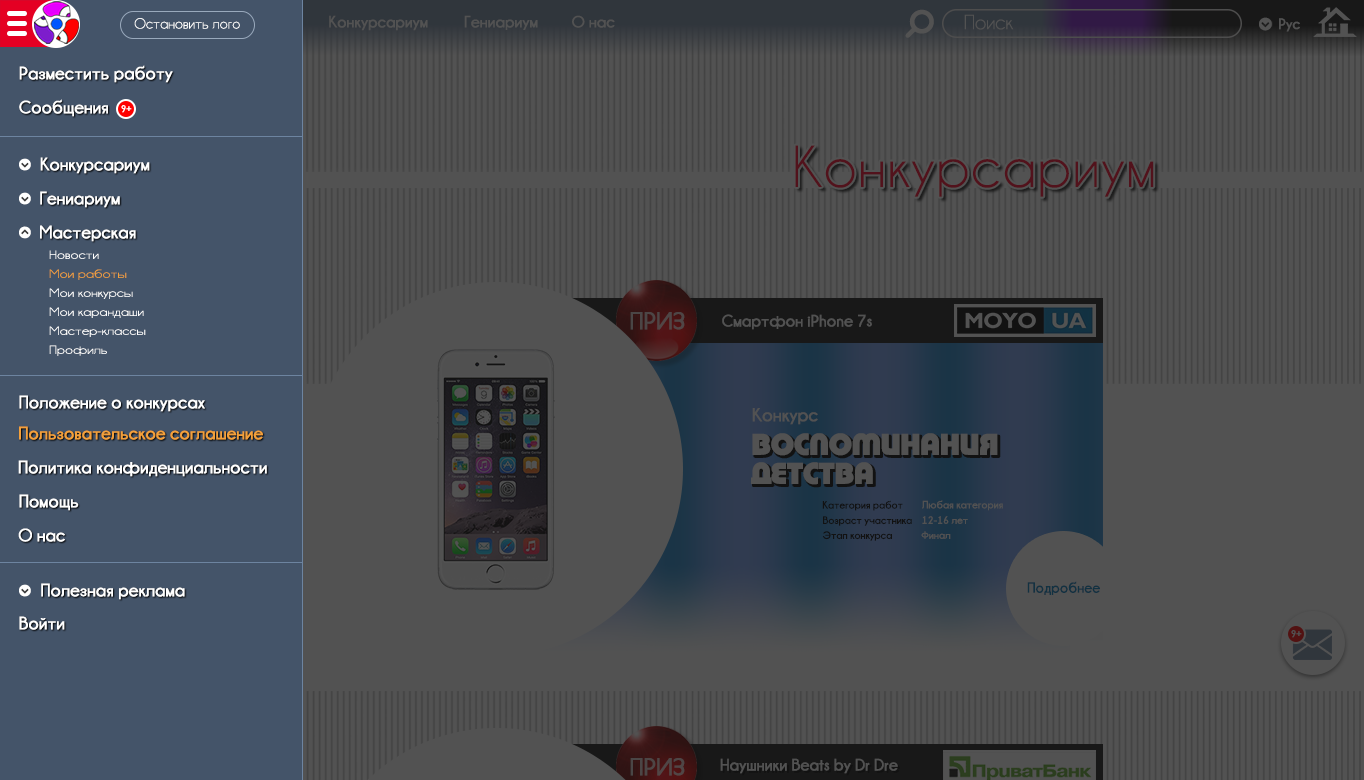 Остановить лого
Конкурсариум
Гениариум
О нас
Поиск
Рус
Разместить работу
Сообщения 9+
Конкурсариум
Гениариум
Мастерская
Новости
Мои работы
Мои конкурсы
Мои карандаши
Мастер-классы
Профиль
Положение о конкурсах
Пользовательское соглашение
Политика конфиденциальности
Помощь
О нас
Полезная реклама
Войти
Конкурсариум
ПРИЗ
Смартфон iPhone 7s
MOYO UA
Конкурс
ВОСПОМИНАНИЯ
ДЕТСТВА
Категория работ Любая категория
Возраст участника 12-16 лет
Этап конкурса Финал
Подробнее
9+
ПРИЗ
Наушники Beats by Dr Dre
ПриватБанк